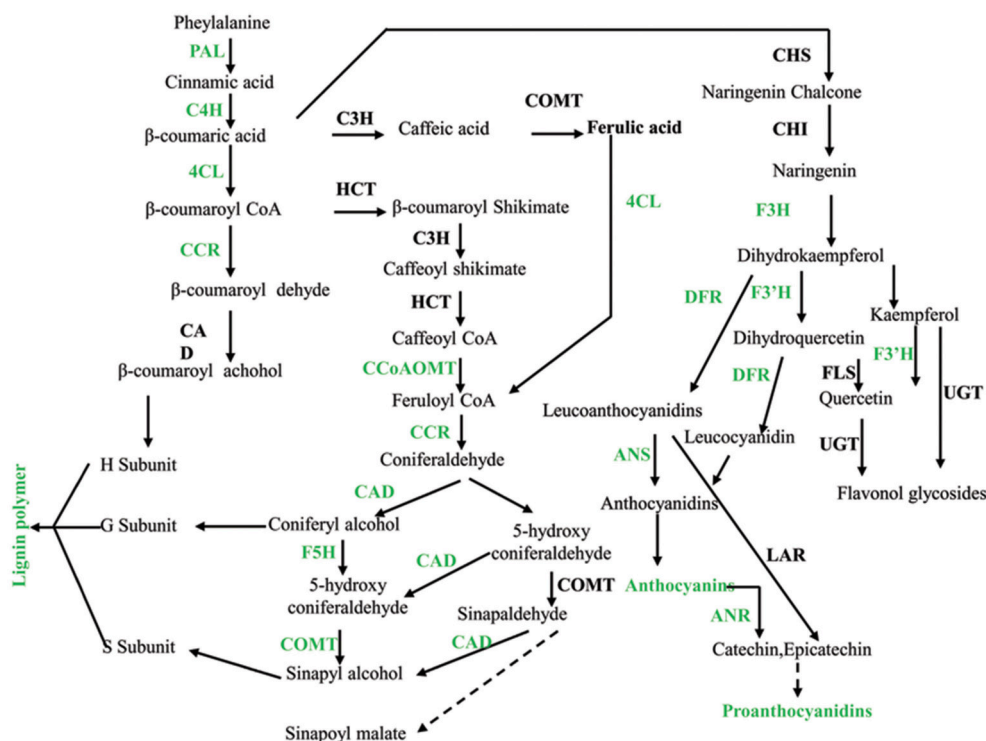 Pheylalanine
PAL
CHS
Cinnamic acid
Naringenin Chalcone
C4H
C3H
COMT
β-coumaric acid
Caffeic acid
Ferulic acid
CHI
4CL
Naringenin
HCT
4CL
β-coumaroyl CoA
β-coumaroyl Shikimate
F3H
CCR
C3H
Dihydrokaempferol
Caffeoyl shikimate
β-coumaroyl dehyde
DFR
F3’H
HCT
Kaempferol
CA
D
Caffeoyl CoA
Dihydroquercetin
F3’H
β-coumaroyl achohol
CCoAOMT
DFR
FLS
UGT
Feruloyl CoA
Quercetin
Leucoanthocyanidins
CCR
Leucocyanidin
UGT
Coniferaldehyde
ANS
H Subunit
CAD
Flavonol glycosides
Anthocyanidins
Lignin polymer
G Subunit
Coniferyl alcohol
5-hydroxy
coniferaldehyde
F5H
CAD
LAR
5-hydroxy
coniferaldehyde
COMT
Anthocyanins
Sinapaldehyde
ANR
S Subunit
COMT
CAD
Catechin,Epicatechin
Sinapyl alcohol
Proanthocyanidins
Sinapoyl malate